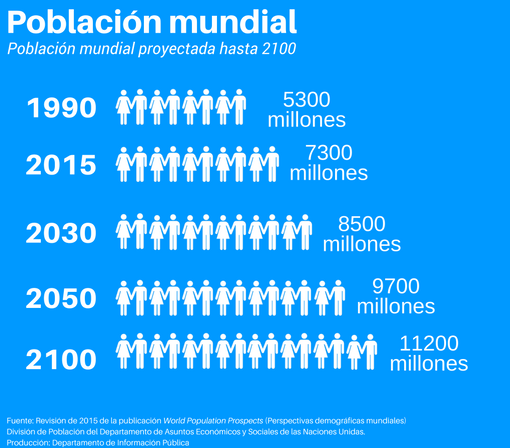 Población mundial
Población mundial proyectada hasta 2100
1990
5300
millones
2015
7300
millones
2030
8500
millones
2050
9700
millones
2100
11200
millones
Fuente: Revisión de 2015 de la publicación World Population Prospects (Perspectivas demográficas mundiales)
División de Población del Departamento de Asuntos Económicos y Sociales de las Naciones Unidas.
Producción: Departamento de Información Pública